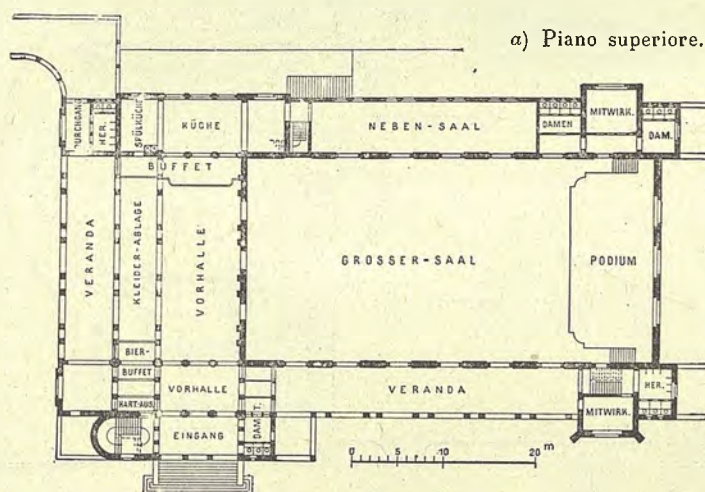 a) Piano superiore.
DURCHGANG
HER.
SPÜLKÜCHE
KÜCHE
NEBEN-SAAL
DAMEN
MITWIRK.
DAM.
BUFFET
VERANDA
KLEIDER-ABLAGE
VORHALLE
GROSSER-SAAL
PODIUM
BIER-
BUFFET
KART-AUS.
VORHALLE
VERANDA
DAM. T.
HER.
MITWIRK.
EINGANG
0 10 20 m